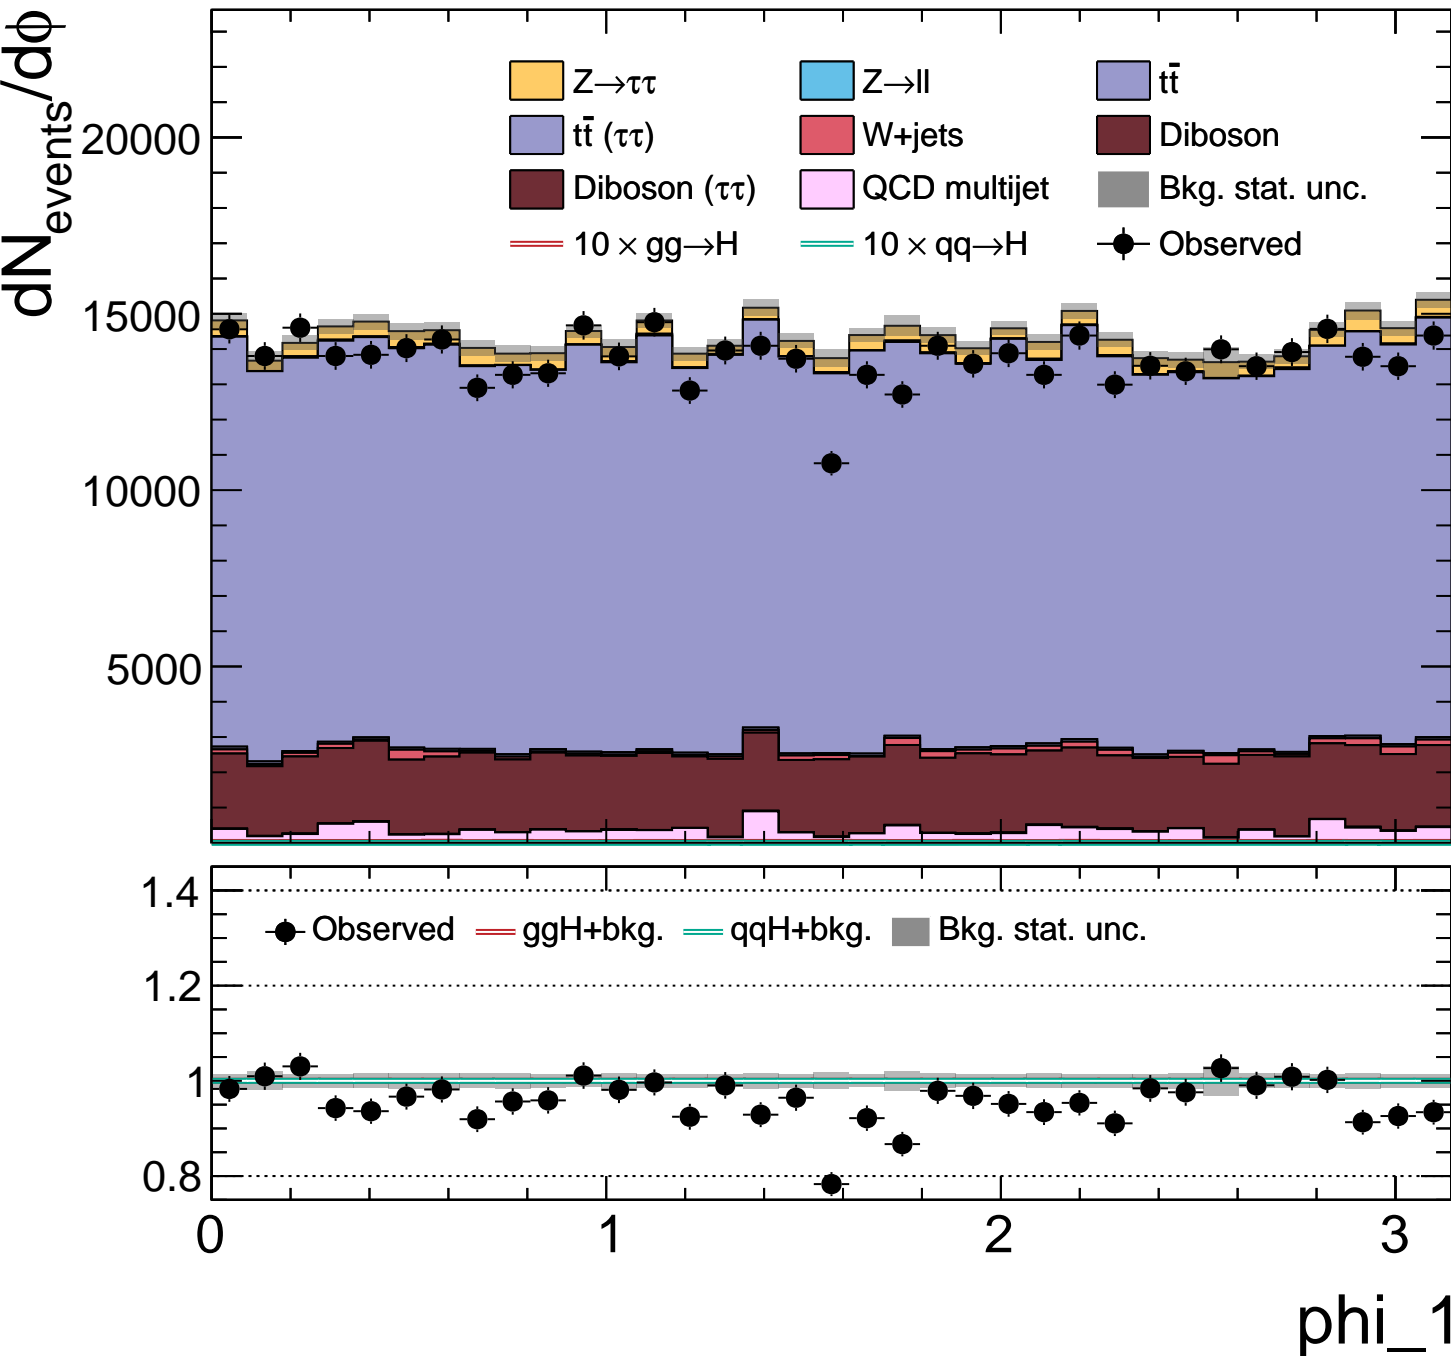 dN_events/dϕ
20000
15000
10000
5000
Z→ττ Z→ll tt̄
tt̄ (ττ) W+jets Diboson
Diboson (ττ) QCD multijet Bkg. stat. unc.
10 × gg→H 10 × qq→H Observed
1.4
Observed ggH+bkg. qqH+bkg. Bkg. stat. unc.
1.2
1
0.8
0 1 2 3
phi_1